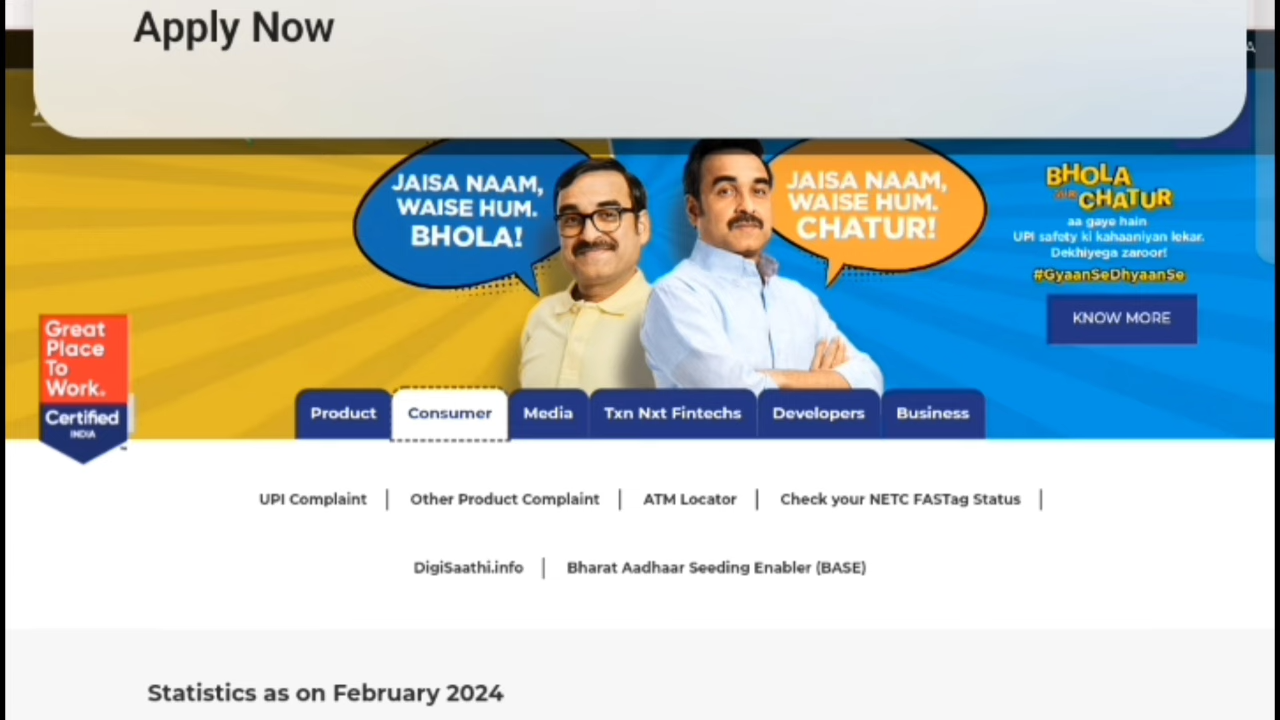 Apply Now
JAISA NAAM,
WAISE HUM.
BHOLA!
JAISA NAAM,
WAISE HUM.
CHATUR!
BHOLA
CHATUR
aa gaye hain
UPI safety ki kahaaniyan lekar.
Dekhiyega zaroor!
#GyaanSeDhyaanSe
KNOW MORE
Great
Place
To
Work.
Certified
INDIA
Product
Consumer
Media
Txn Nxt Fintechs
Developers
Business
UPI Complaint
Other Product Complaint
ATM Locator
Check your NETC FASTag Status
DigiSaathi.info
Bharat Aadhaar Seeding Enabler (BASE)
Statistics as on February 2024